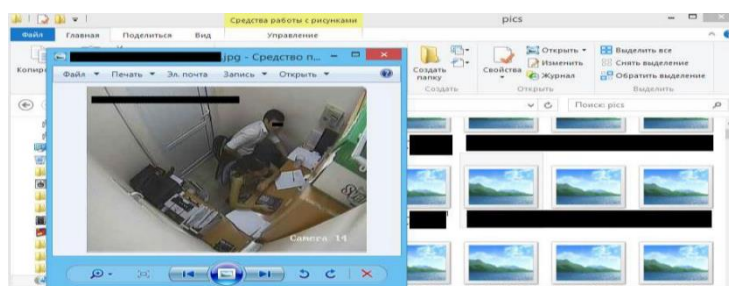 Средства работы с рисунками
pics
Файл Главная Поделиться Вид Управление
.jpg - Средство п...
Файл Печать Эл. почта Запись Открыть
Создать папку
Свойства
Открыть
Изменить
Журнал
Выделить все
Снять выделение
Обратить выделение
Создать Открыть Выделить
Поиск: pics
Camera 14